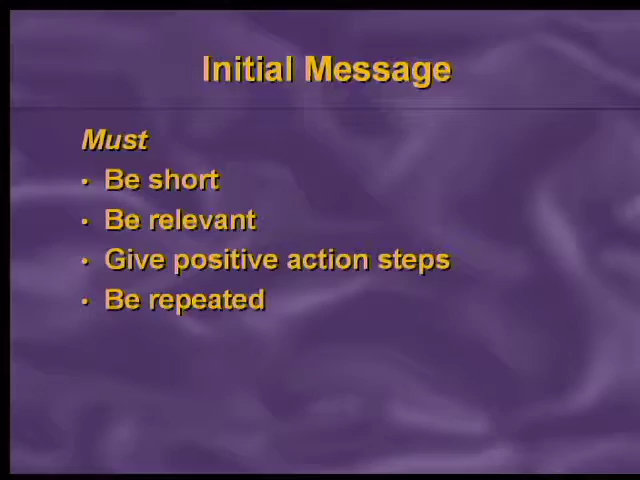 Initial Message
Must
• Be short
• Be relevant
• Give positive action steps
• Be repeated